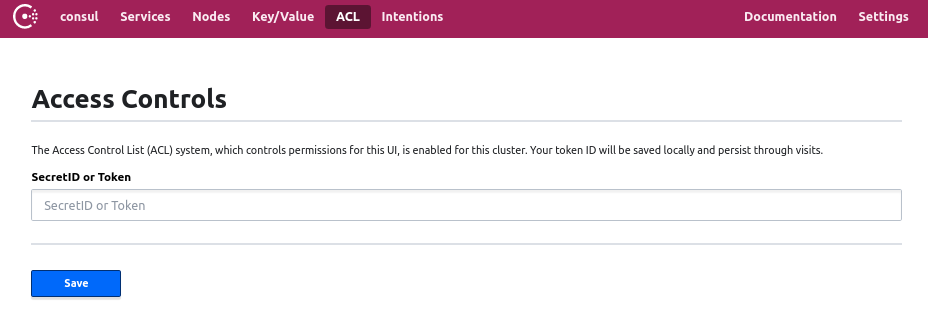 consul Services Nodes Key/Value ACL Intentions Documentation Settings
Access Controls
The Access Control List (ACL) system, which controls permissions for this UI, is enabled for this cluster. Your token ID will be saved locally and persist through visits.
SecretID or Token
SecretID or Token
Save